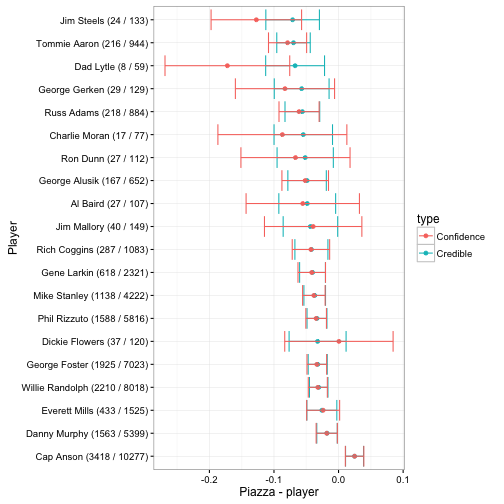 Jim Steels (24 / 133)
Tommie Aaron (216 / 944)
Dad Lytle (8 / 59)
George Gerken (29 / 129)
Russ Adams (218 / 884)
Charlie Moran (17 / 77)
Ron Dunn (27 / 112)
George Alusik (167 / 652)
Al Baird (27 / 107)
Jim Mallory (40 / 149)
Rich Coggins (287 / 1083)
Gene Larkin (618 / 2321)
Mike Stanley (1138 / 4222)
Phil Rizzuto (1588 / 5816)
Dickie Flowers (37 / 120)
George Foster (1925 / 7023)
Willie Randolph (2210 / 8018)
Everett Mills (433 / 1525)
Danny Murphy (1563 / 5399)
Cap Anson (3418 / 10277)
Player
-0.2
-0.1
0.0
0.1
Piazza - player
type
Confidence
Credible